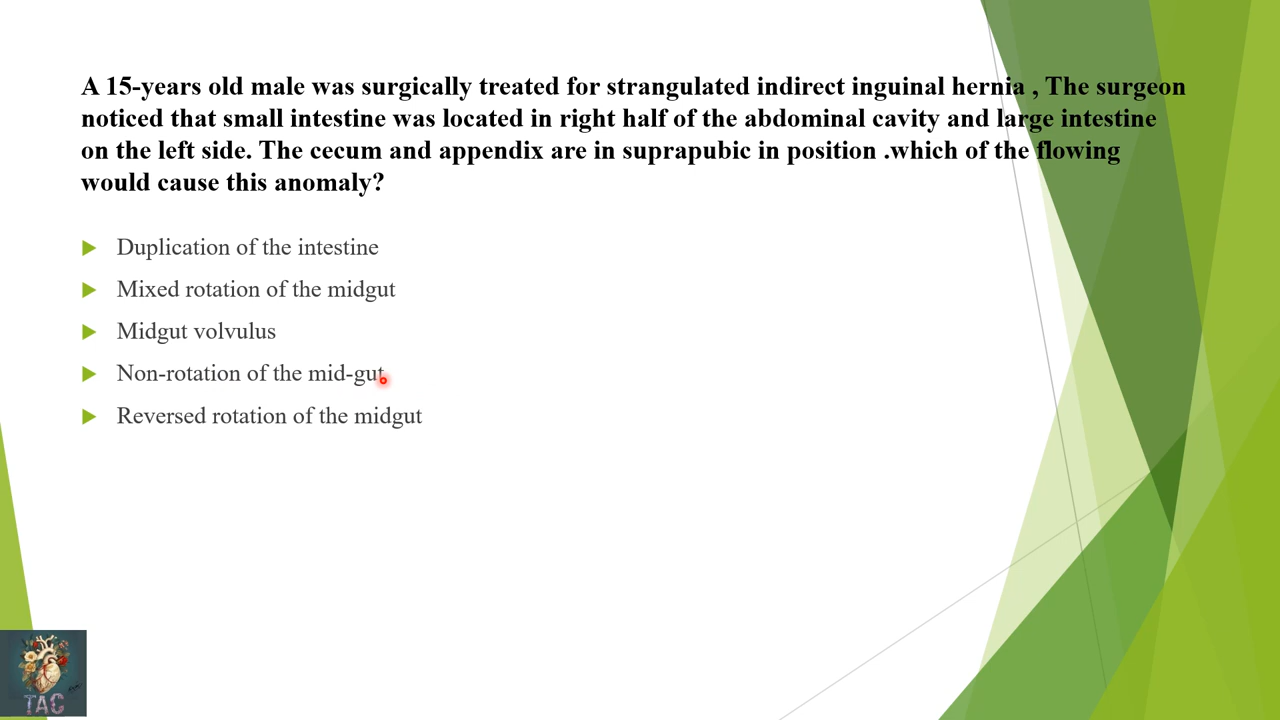 A 15-years old male was surgically treated for strangulated indirect inguinal hernia , The surgeon
noticed that small intestine was located in right half of the abdominal cavity and large intestine
on the left side. The cecum and appendix are in suprapubic in position .which of the flowing
would cause this anomaly?
Duplication of the intestine
Mixed rotation of the midgut
Midgut volvulus
Non-rotation of the mid-gut
Reversed rotation of the midgut
TAC